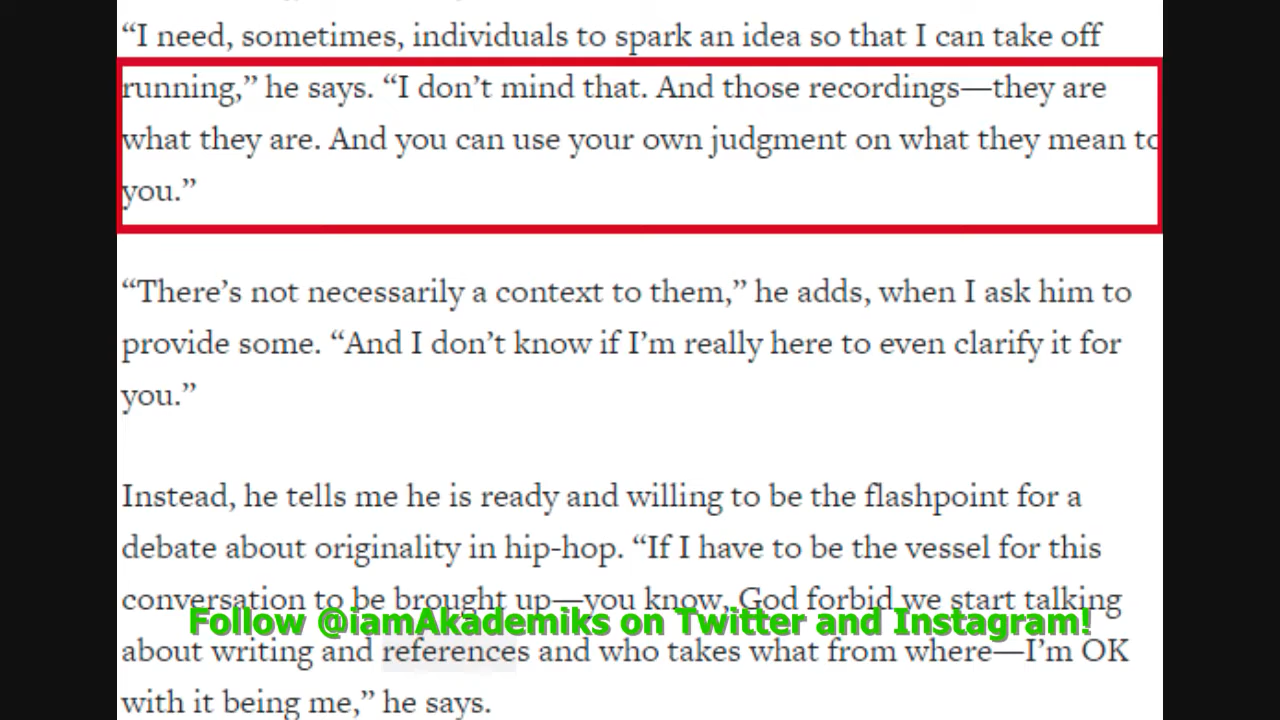 “I need, sometimes, individuals to spark an idea so that I can take off
running,” he says. “I don’t mind that. And those recordings—they are
what they are. And you can use your own judgment on what they mean to
you.”
“There’s not necessarily a context to them,” he adds, when I ask him to
provide some. “And I don’t know if I’m really here to even clarify it for
you.”
Instead, he tells me he is ready and willing to be the flashpoint for a
debate about originality in hip-hop. “If I have to be the vessel for this
conversation to be brought up—you know, God forbid we start talking
Follow @iamAkademiks on Twitter and Instagram!
about writing and references and who takes what from where—I’m OK
with it being me,” he says.